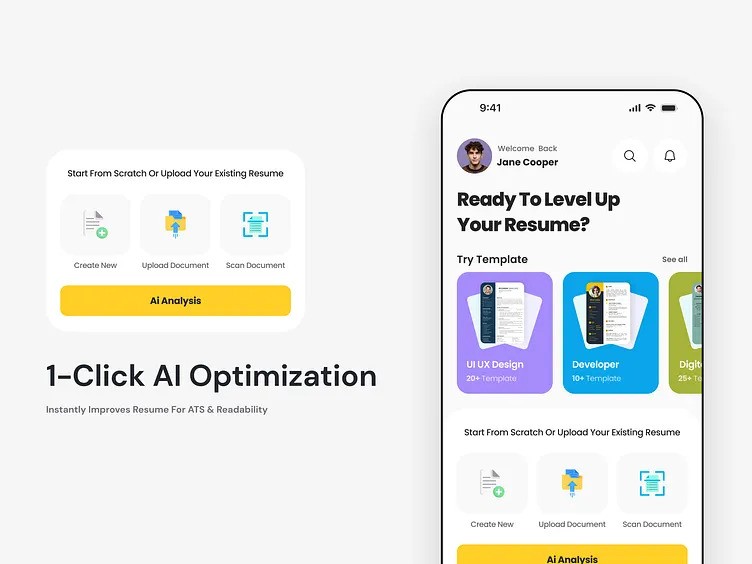 Start From Scratch Or Upload Your Existing Resume
Create New
Upload Document
Scan Document
Ai Analysis
1-Click AI Optimization
Instantly Improves Resume For ATS & Readability
9:41
Welcome Back
Jane Cooper
Ready To Level Up
Your Resume?
Try Template
See all
UI UX Design
20+ Template
Developer
10+ Template
25+ Te
Start From Scratch Or Upload Your Existing Resume
Create New
Upload Document
Scan Document
Ai Analysis